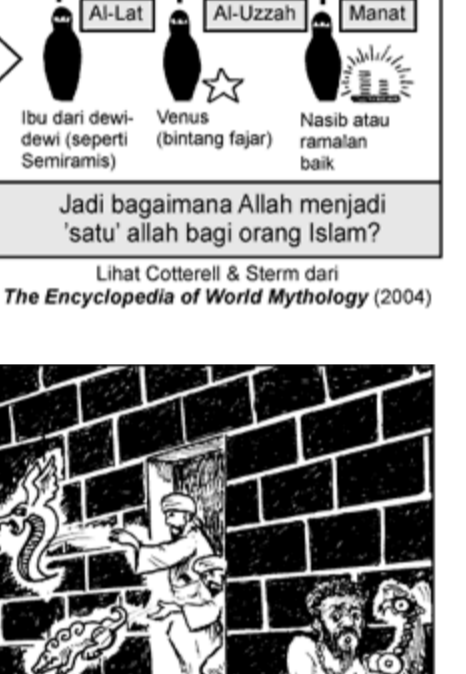 Al-Lat Al-Uzzah Manat
Ibu dari dewi-
dewi (seperti
Semiramis)
Venus
(bintang fajar)
Nasib atau
ramalan
baik
Jadi bagaimana Allah menjadi
'satu' allah bagi orang Islam?
Lihat Cotterell & Sterm dari
The Encyclopedia of World Mythology (2004)